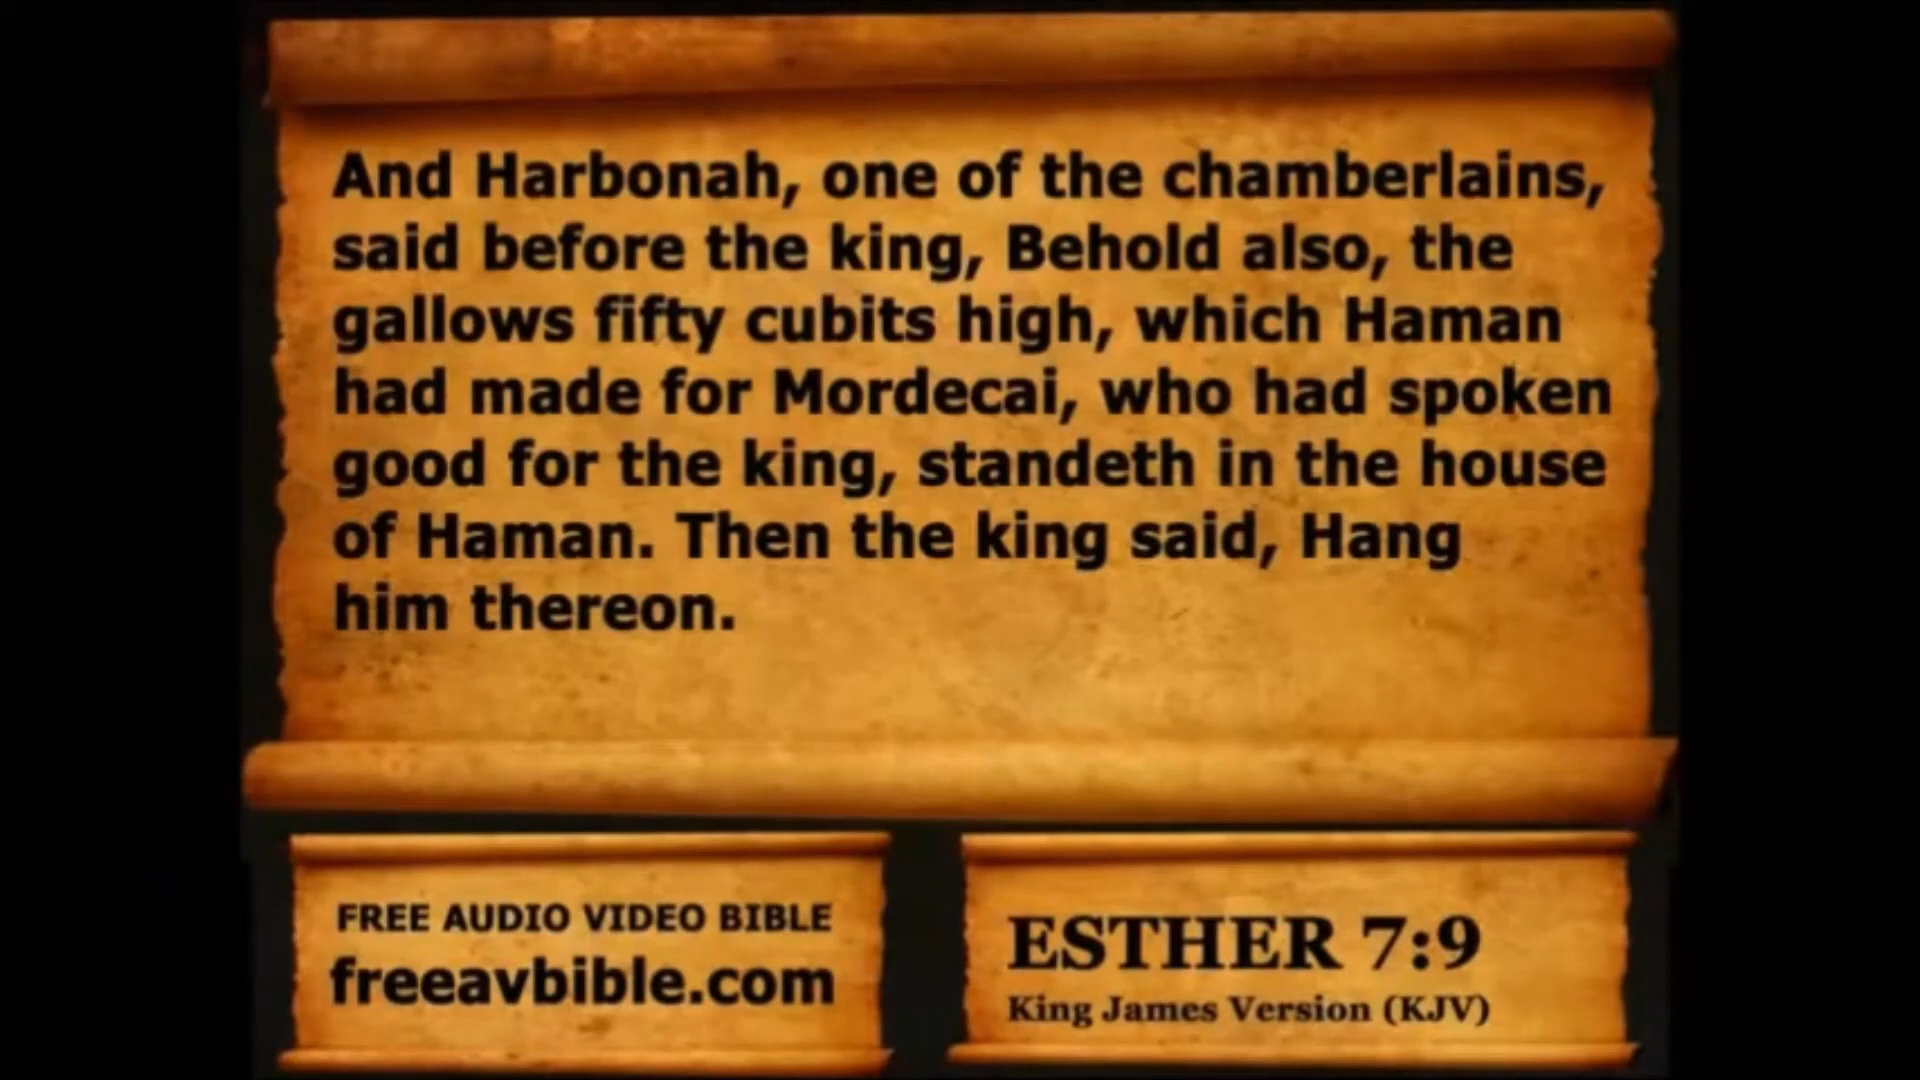 And Harbonah, one of the chamberlains,
said before the king, Behold also, the
gallows fifty cubits high, which Haman
had made for Mordecai, who had spoken
good for the king, standeth in the house
of Haman. Then the king said, Hang
him thereon.
FREE AUDIO VIDEO BIBLE
freeavbible.com
ESTHER 7:9
King James Version (KJV)